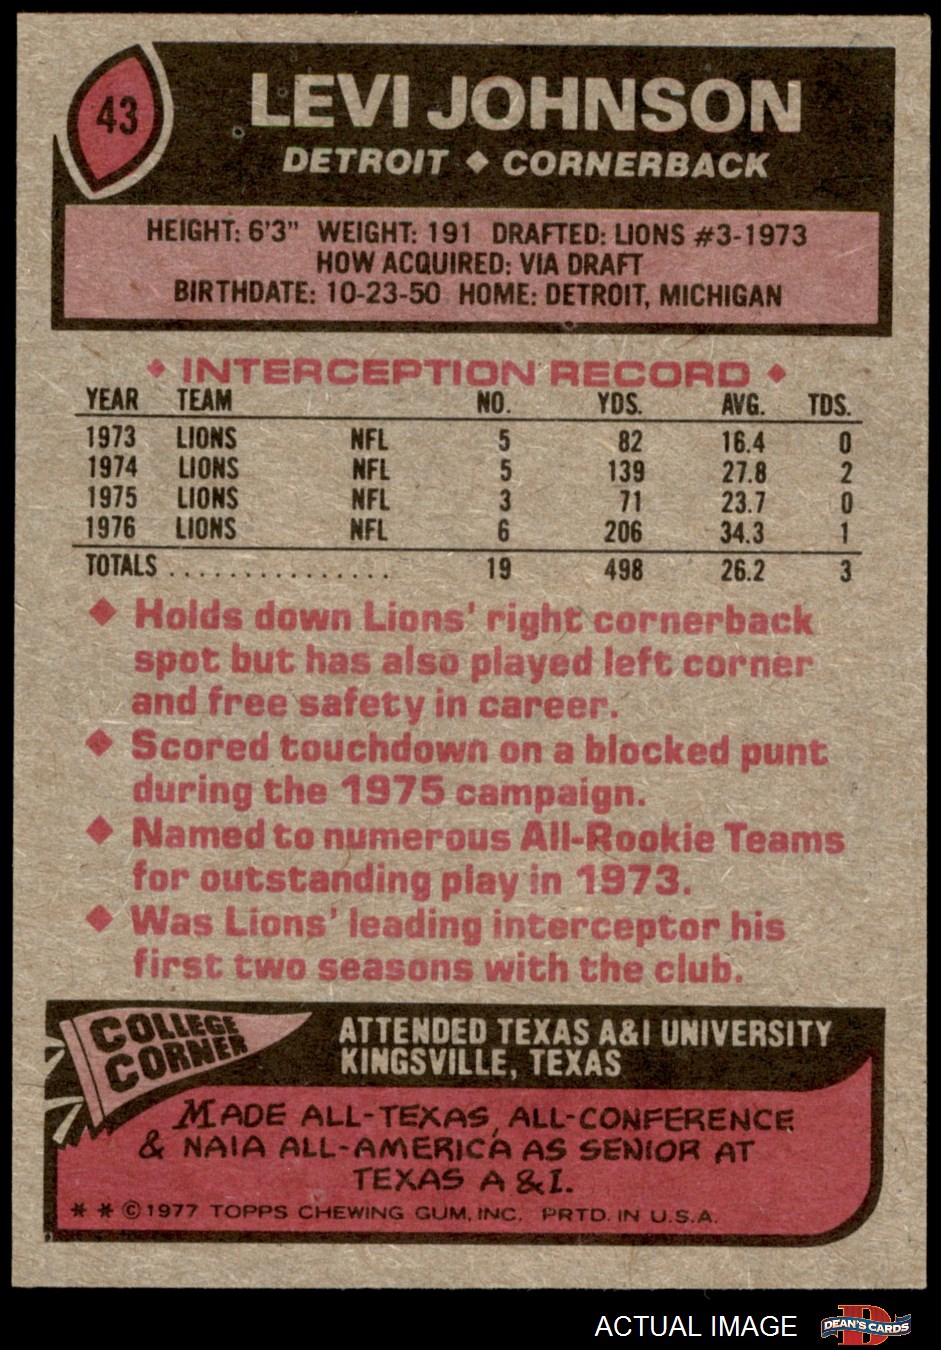 43
LEVI JOHNSON
DETROIT ◆ CORNERBACK
HEIGHT: 6'3" WEIGHT: 191 DRAFTED: LIONS #3-1973
HOW ACQUIRED: VIA DRAFT
BIRTHDATE: 10-23-50 HOME: DETROIT, MICHIGAN
◆ INTERCEPTION RECORD ◆
YEAR TEAM NO. YDS. AVG. TDS.
1973 LIONS NFL 5 82 16.4 0
1974 LIONS NFL 5 139 27.8 2
1975 LIONS NFL 3 71 23.7 0
1976 LIONS NFL 6 206 34.3 1
TOTALS . . . . . . . . . . . . . . . 19 498 26.2 3
◆ Holds down Lions' right cornerback
spot but has also played left corner
and free safety in career.
◆ Scored touchdown on a blocked punt
during the 1975 campaign.
◆ Named to numerous All-Rookie Teams
for outstanding play in 1973.
◆ Was Lions' leading interceptor his
first two seasons with the club.
COLLEGE
CORNER
ATTENDED TEXAS A&I UNIVERSITY
KINGSVILLE, TEXAS
MADE ALL-TEXAS, ALL-CONFERENCE
& NAIA ALL-AMERICA AS SENIOR AT
TEXAS A & I.
* * © 1977 TOPPS CHEWING GUM, INC. PRTD. IN U.S.A.
ACTUAL IMAGE
D
DEAN'S CARDS